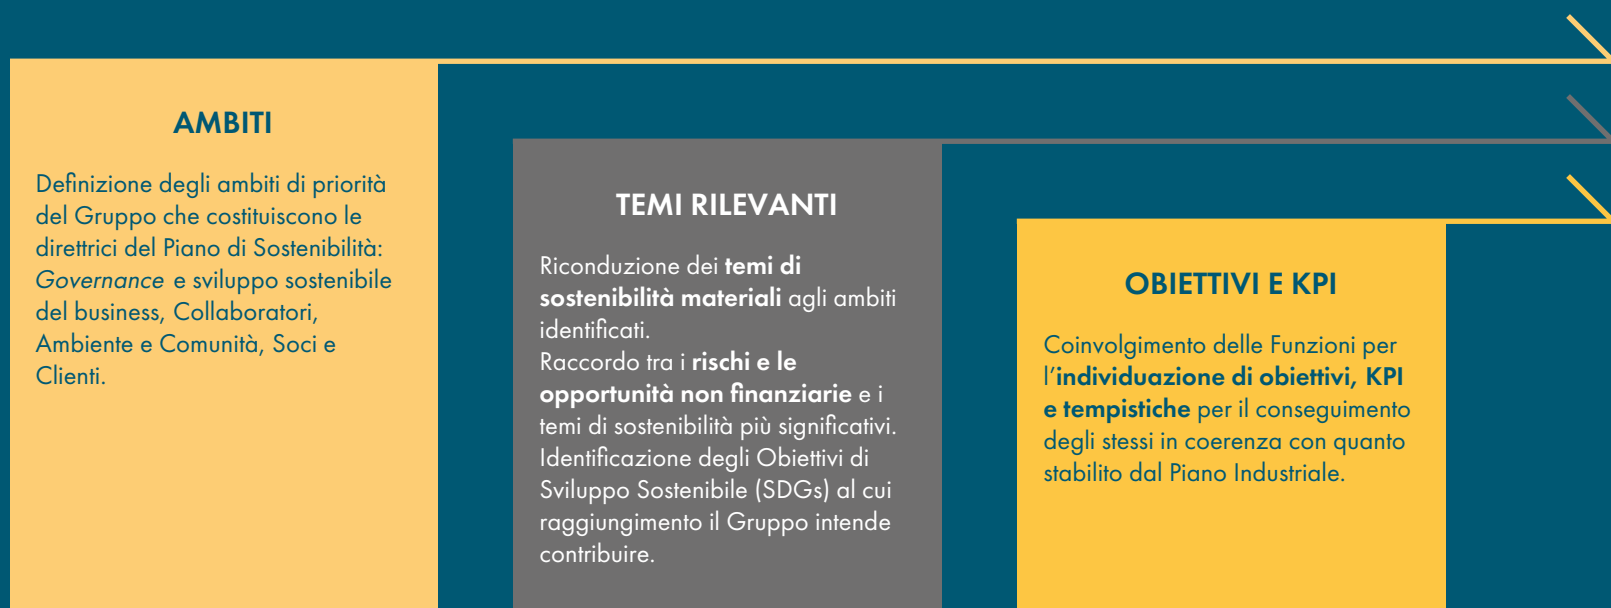 AMBITI
Definizione degli ambiti di priorità
del Gruppo che costituiscono le
direttrici del Piano di Sostenibilità:
Governance e sviluppo sostenibile
del business, Collaboratori,
Ambiente e Comunità, Soci e
Clienti.
TEMI RILEVANTI
Riconduzione dei temi di
sostenibilità materiali agli ambiti
identificati.
Raccordo tra i rischi e le
opportunità non finanziarie e i
temi di sostenibilità più significativi.
Identificazione degli Obiettivi di
Sviluppo Sostenibile (SDGs) al cui
raggiungimento il Gruppo intende
contribuire.
OBIETTIVI E KPI
Coinvolgimento delle Funzioni per
l’individuazione di obiettivi, KPI
e tempistiche per il conseguimento
degli stessi in coerenza con quanto
stabilito dal Piano Industriale.